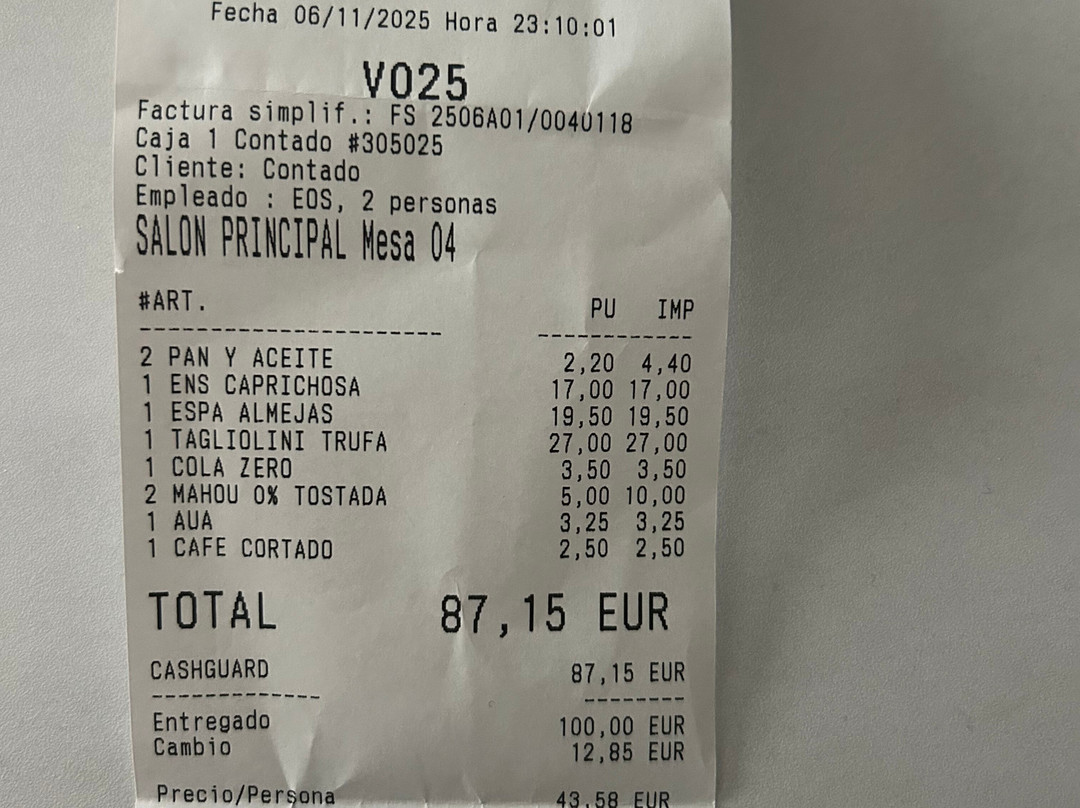 Fecha 06/11/2025 Hora 23:10:01
VO25
Factura simplif.: FS 2506A01/0040118
Caja 1 Contado #305025
Cliente: Contado
Empleado : EOS, 2 personas
SALON PRINCIPAL Mesa 04
#ART. PU IMP
2 PAN Y ACEITE 2,20 4,40
1 ENS CAPRICHOSA 17,00 17,00
1 ESPA ALMEJAS 19,50 19,50
1 TAGLIOLINI TRUFA 27,00 27,00
1 COLA ZERO 3,50 3,50
2 MAHOU 0% TOSTADA 5,00 10,00
1 AUA 3,25 3,25
1 CAFE CORTADO 2,50 2,50
TOTAL 87,15 EUR
CASHGUARD 87,15 EUR
Entregado 100,00 EUR
Cambio 12,85 EUR
Precio/Persona 43,58 EUR